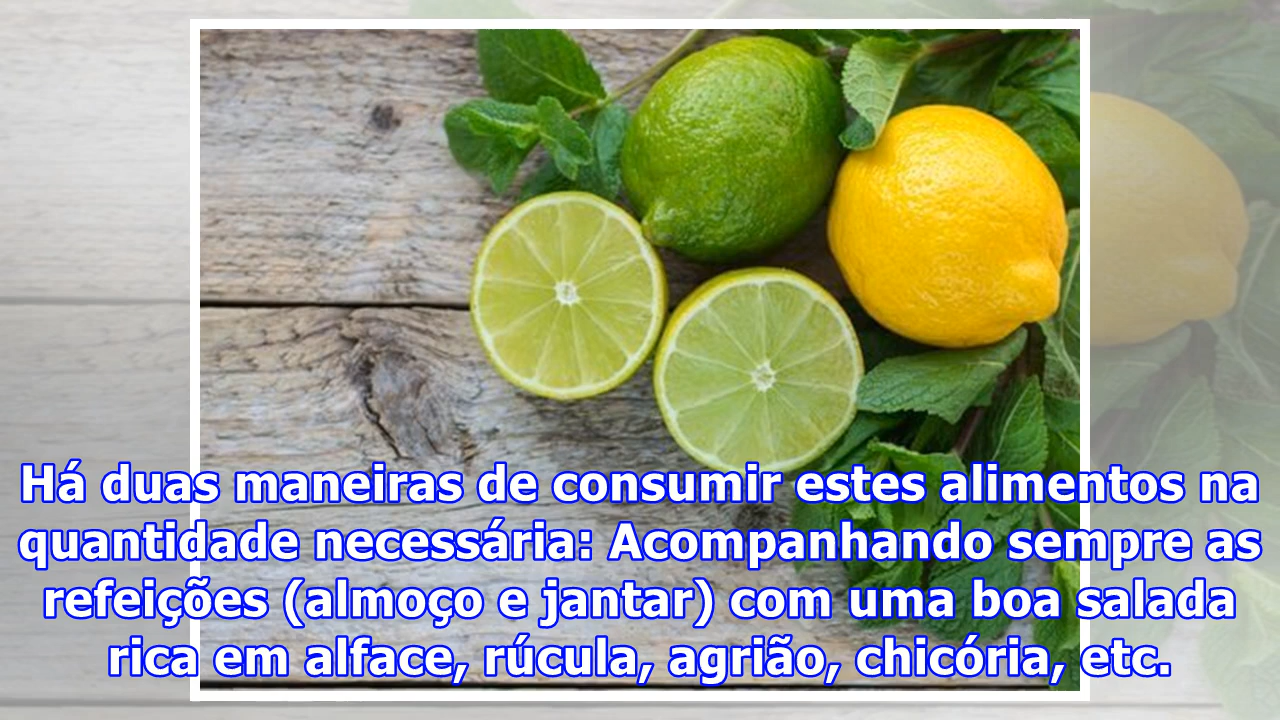 Há duas maneiras de consumir estes alimentos na
quantidade necessária: Acompanhando sempre as
refeições (almoço e jantar) com uma boa salada
rica em alface, rúcula, agrião, chicória, etc.